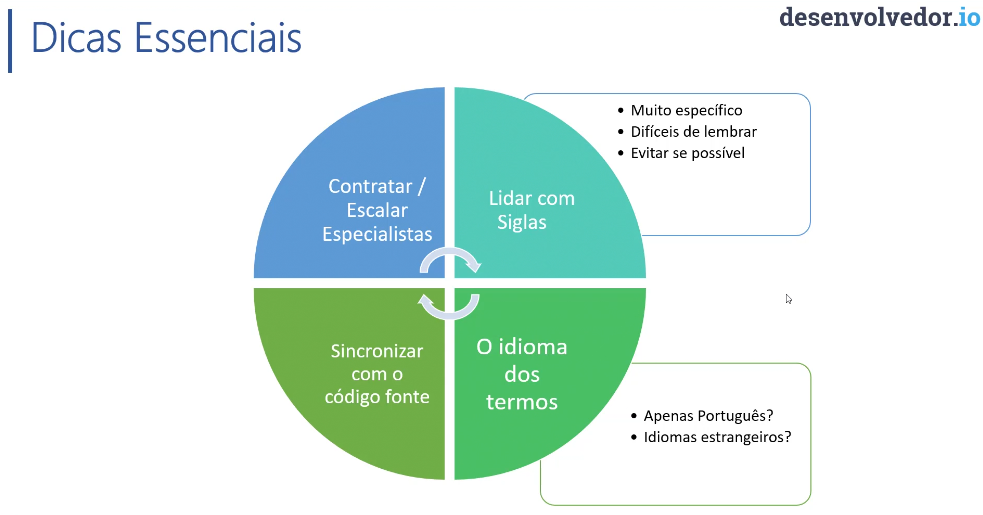 Dicas Essenciais
desenvolvedor.io
Contratar /
Escalar
Especialistas
Lidar com
Siglas
• Muito específico
• Difíceis de lembrar
• Evitar se possível
Sincronizar
com o
código fonte
O idioma
dos
termos
• Apenas Português?
• Idiomas estrangeiros?